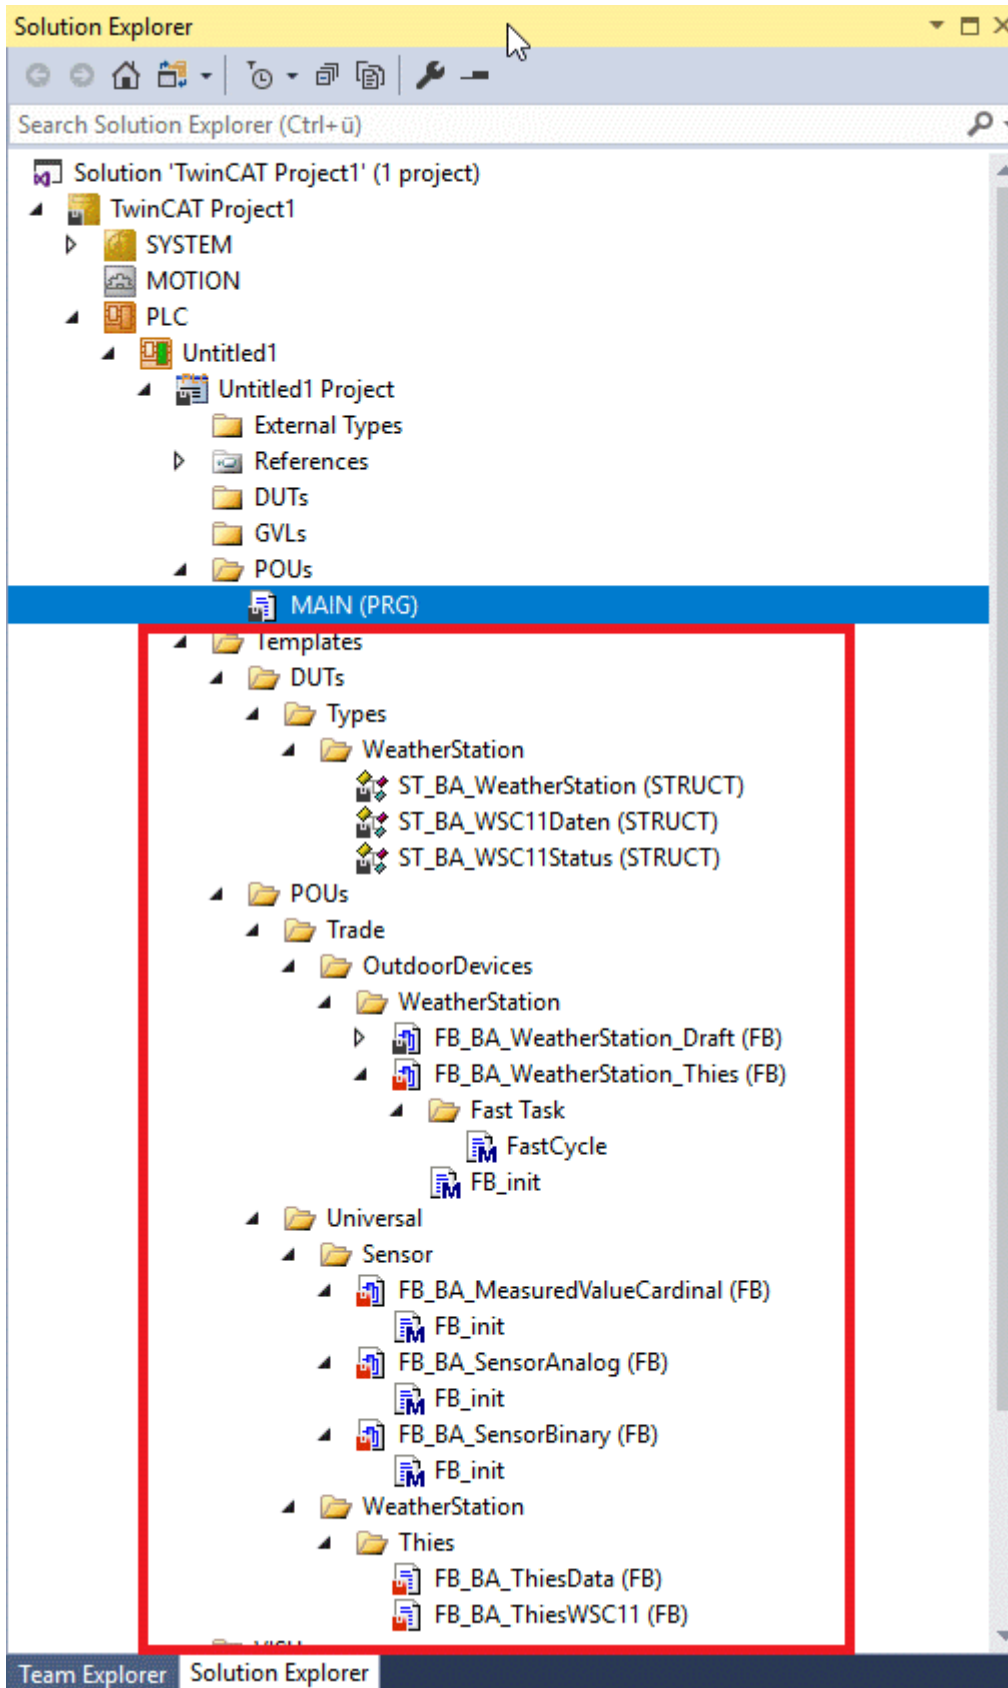 Solution Explorer
Search Solution Explorer (Ctrl+ü)
Solution 'TwinCAT Project1' (1 project)
TwinCAT Project1
SYSTEM
MOTION
PLC
Untitled1
Untitled1 Project
External Types
References
DUTs
GVLs
POUs
MAIN (PRG)
Templates
DUTs
Types
WeatherStation
ST_BA_WeatherStation (STRUCT)
ST_BA_WSC11Daten (STRUCT)
ST_BA_WSC11Status (STRUCT)
POUs
Trade
OutdoorDevices
WeatherStation
FB_BA_WeatherStation_Draft (FB)
FB_BA_WeatherStation_Thies (FB)
Fast Task
FastCycle
FB_init
Universal
Sensor
FB_BA_MeasuredValueCardinal (FB)
FB_init
FB_BA_SensorAnalog (FB)
FB_init
FB_BA_SensorBinary (FB)
FB_init
WeatherStation
Thies
FB_BA_ThiesData (FB)
FB_BA_ThiesWSC11 (FB)
Team Explorer Solution Explorer